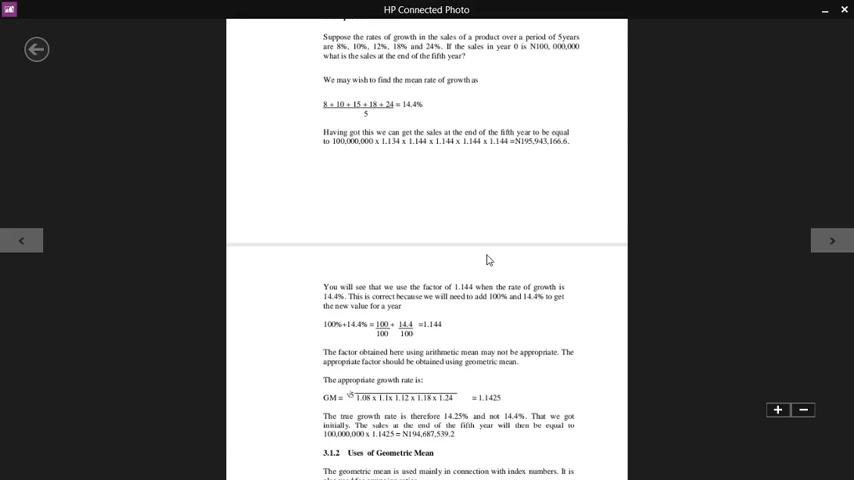 HP Connected Photo
Suppose the rates of growth in the sales of a product over a period of 5years
are 8%, 10%, 12%, 18% and 24%. If the sales in year 0 is N100, 000,000
what is the sales at the end of the fifth year?
We may wish to find the mean rate of growth as
8 + 10 + 15 + 18 + 24 = 14.4%
5
Having got this we can get the sales at the end of the fifth year to be equal
to 100,000,000 x 1.134 x 1.144 x 1.144 x 1.144 x 1.144 =N195,943,166.6.
You will see that we use the factor of 1.144 when the rate of growth is
14.4%. This is correct because we will need to add 100% and 14.4% to get
the new value for a year
100%+14.4% = 100 + 14.4 =1.144
100 100
The factor obtained here using arithmetic mean may not be appropriate. The
appropriate factor should be obtained using geometric mean.
The appropriate growth rate is:
GM = √5 1.08 x 1.1x 1.12 x 1.18 x 1.24 = 1.1425
The true growth rate is therefore 14.25% and not 14.4%. That we got
initially. The sales at the end of the fifth year will then be equal to
100,000,000 x 1.1425 = N194,687,539.2
3.1.2 Uses of Geometric Mean
The geometric mean is used mainly in connection with index numbers. It is